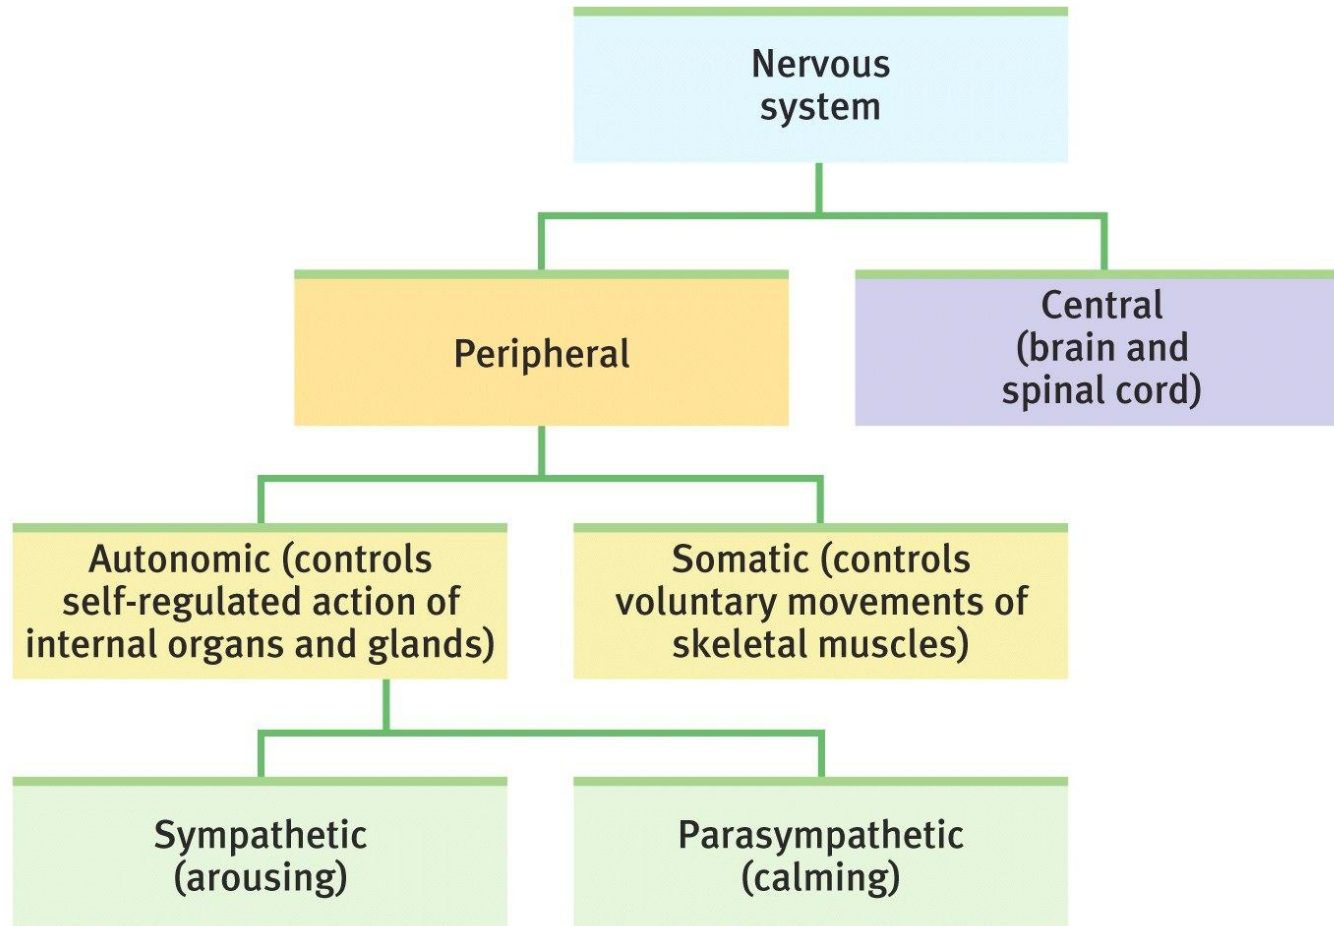 Nervous
system
Peripheral
Central
(brain and
spinal cord)
Autonomic (controls
self-regulated action of
internal organs and glands)
Somatic (controls
voluntary movements of
skeletal muscles)
Sympathetic
(arousing)
Parasympathetic
(calming)